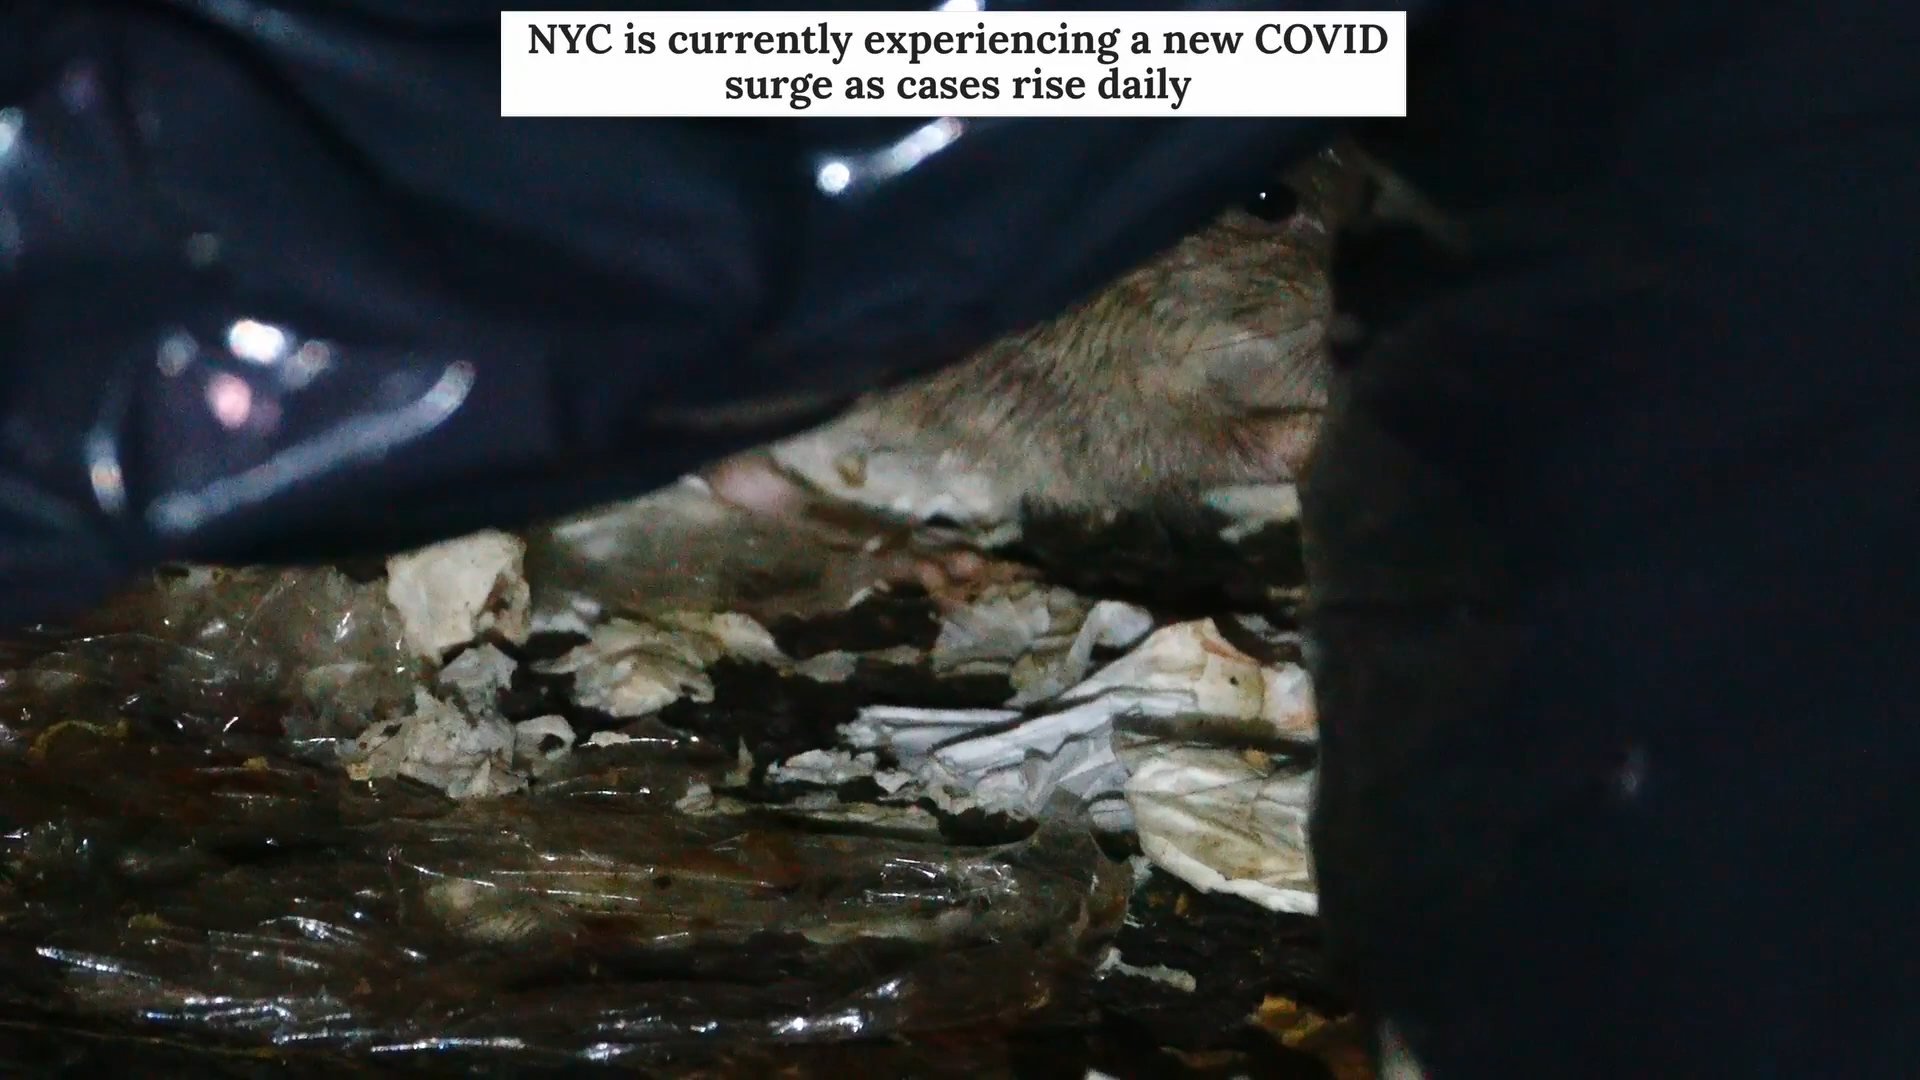 NYC is currently experiencing a new COVID
surge as cases rise daily